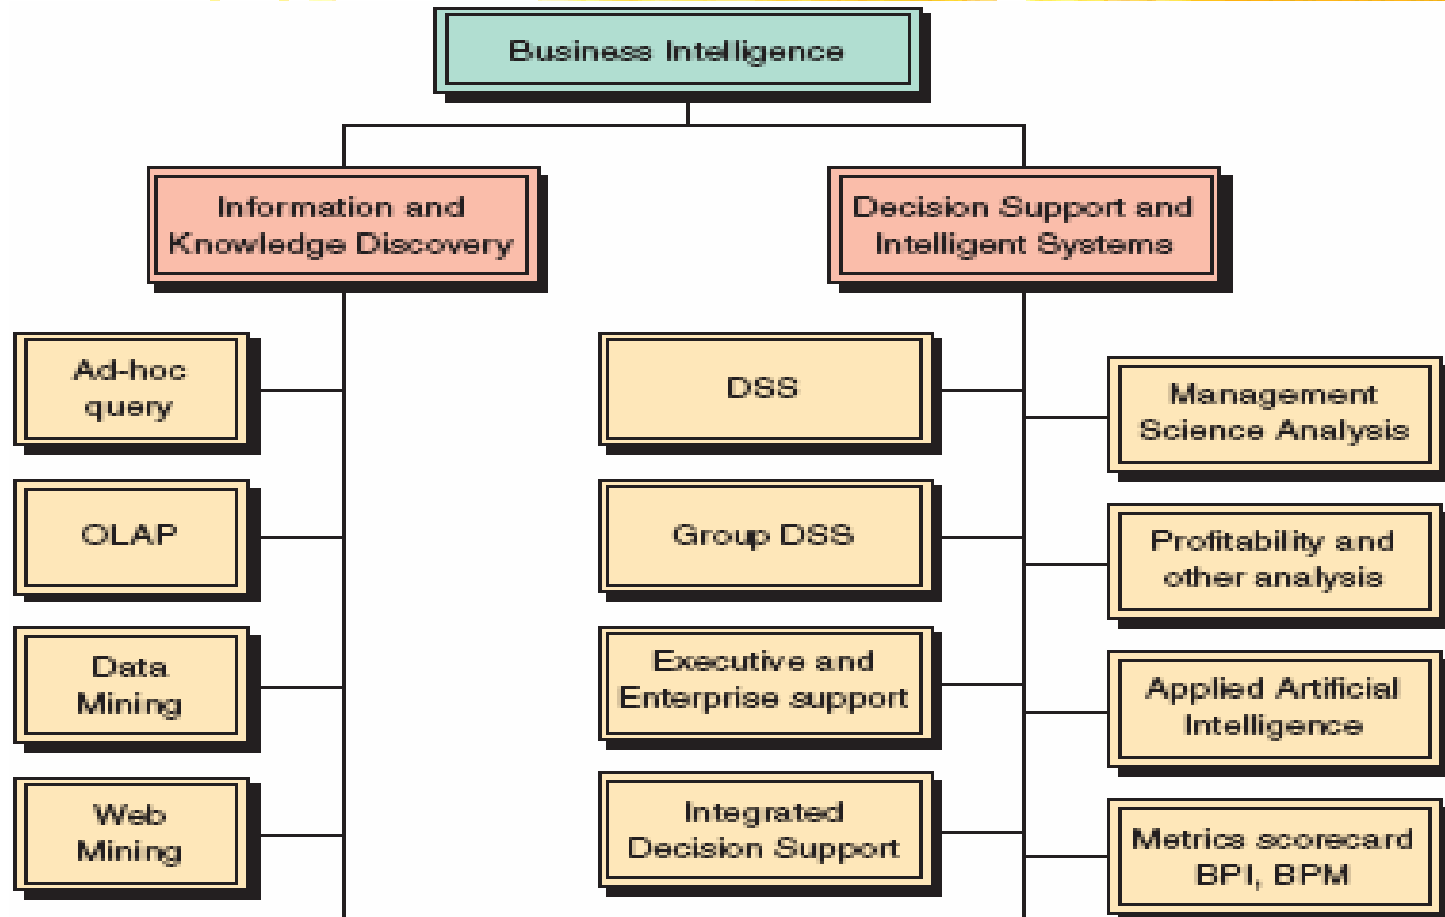 Business Intelligence
Information and
Knowledge Discovery
Decision Support and
Intelligent Systems
Ad-hoc
query
OLAP
Data
Mining
Web
Mining
DSS
Group DSS
Executive and
Enterprise support
Integrated
Decision Support
Management
Science Analysis
Profitability and
other analysis
Applied Artificial
Intelligence
Metrics scorecard
BPI, BPM